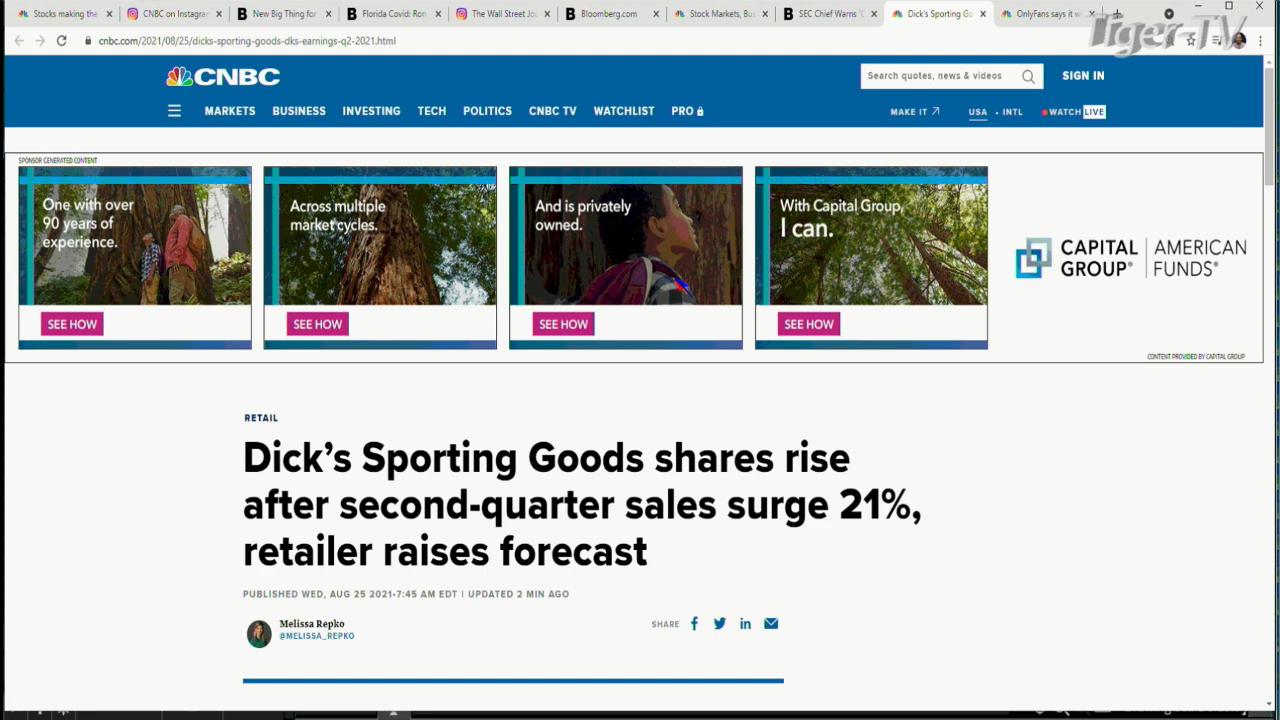 Stocks making the
CNBC on Instagram
New Big Thing for
Florida Covid: Ron
The Wall Street Jo
Bloomberg.com
Stock Markets, Bus
SEC Chief Warns 'C
Dick's Sporting Go
OnlyFans says it w
Tiger-TV
cnbc.com/2021/08/25/dicks-sporting-goods-dks-earnings-q2-2021.html
CNBC
Search quotes, news & videos
SIGN IN
MARKETS BUSINESS INVESTING TECH POLITICS CNBC TV WATCHLIST PRO
MAKE IT USA • INTL WATCH LIVE
SPONSOR GENERATED CONTENT
One with over
90 years of
experience.
SEE HOW
Across multiple
market cycles.
SEE HOW
And is privately
owned.
SEE HOW
With Capital Group,
I can.
SEE HOW
CAPITAL GROUP® | AMERICAN FUNDS®
CONTENT PROVIDED BY CAPITAL GROUP
RETAIL
Dick's Sporting Goods shares rise
after second-quarter sales surge 21%,
retailer raises forecast
PUBLISHED WED, AUG 25 2021•7:45 AM EDT | UPDATED 2 MIN AGO
Melissa Repko
@MELISSA_REPKO
SHARE